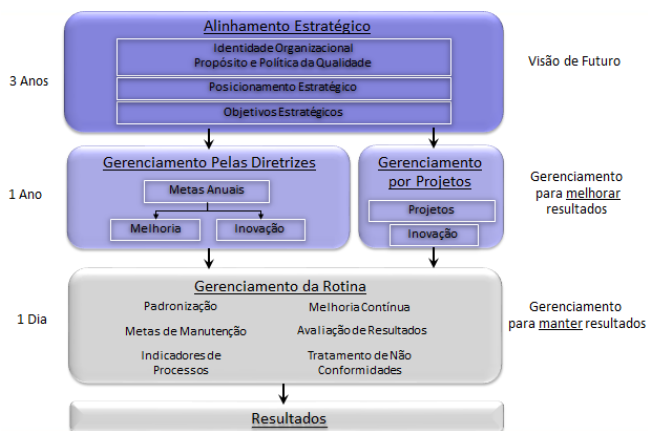 Alinhamento Estratégico
Identidade Organizacional
Propósito e Política da Qualidade
Posicionamento Estratégico
Objetivos Estratégicos
3 Anos
Visão de Futuro
Gerenciamento Pelas Diretrizes
Metas Anuais
Melhoria
Inovação
Gerenciamento
por Projetos
Projetos
Inovação
1 Ano
Gerenciamento
para melhorar
resultados
Gerenciamento da Rotina
Padronização
Melhoria Contínua
Metas de Manutenção
Avaliação de Resultados
Indicadores de
Processos
Tratamento de Não
Conformidades
1 Dia
Gerenciamento
para manter resultados
Resultados